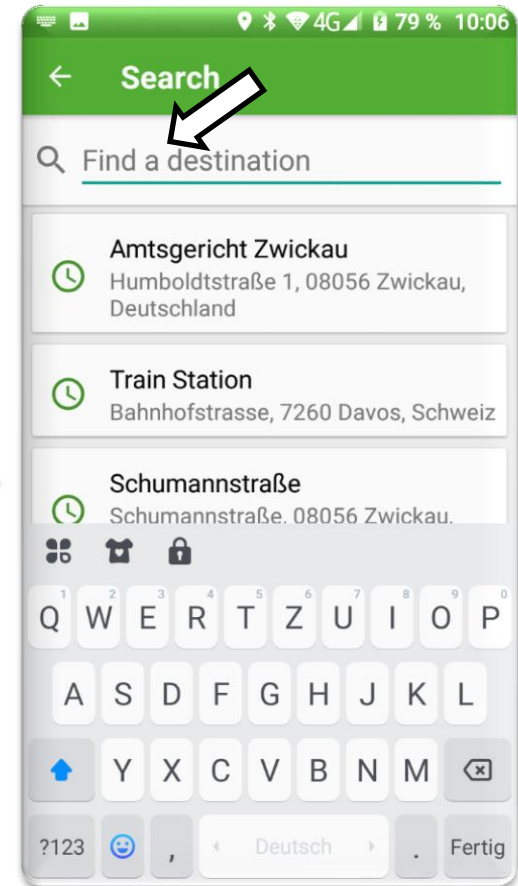 4G 79 % 10:06
Search
Find a destination
Amtsgericht Zwickau
Humboldtstraße 1, 08056 Zwickau,
Deutschland
Train Station
Bahnhofstrasse, 7260 Davos, Schweiz
Schumannstraße
Schumannstraße, 08056 Zwickau,
1 2 3 4 5 6 7 8 9 0
Q W E R T Z U I O P
A S D F G H J K L
Y X C V B N M
?123 , Deutsch . Fertig